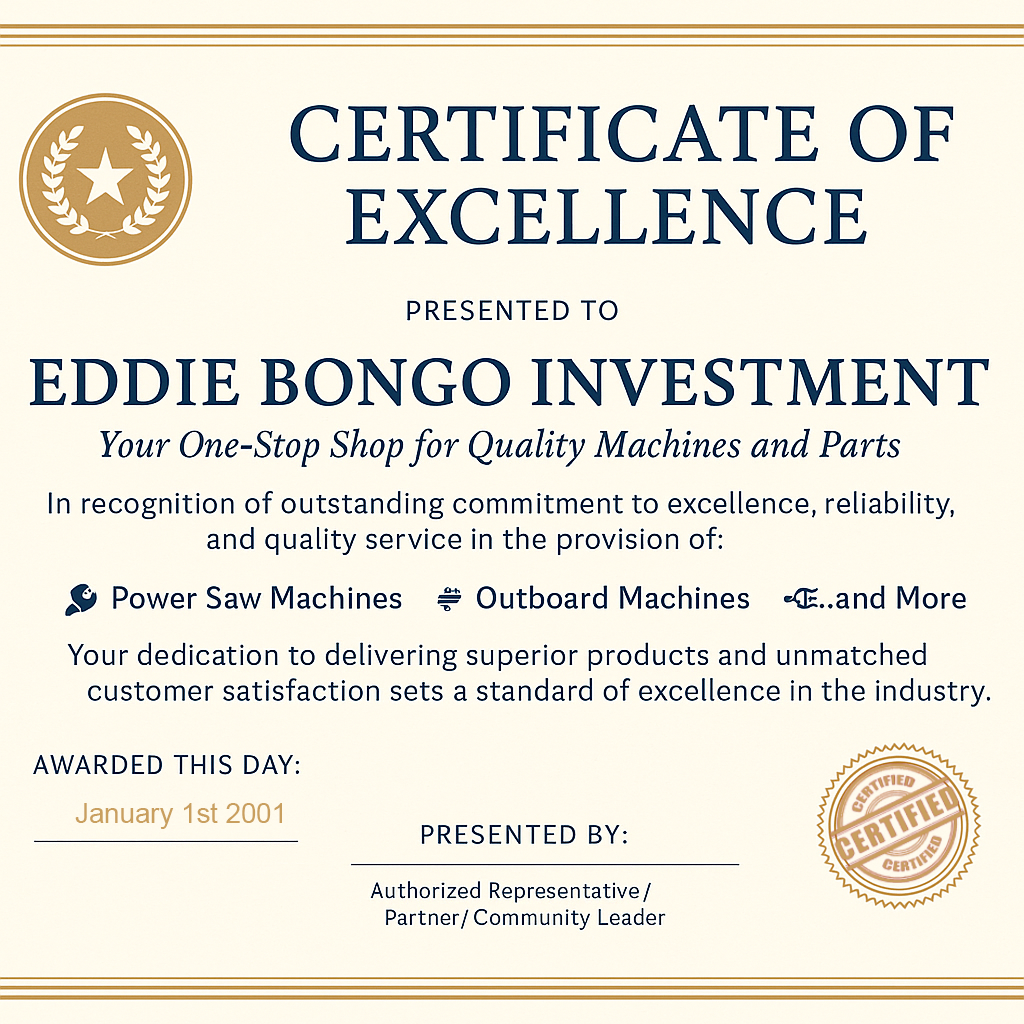 CERTIFICATE OF
EXCELLENCE
PRESENTED TO
EDDIE BONGO INVESTMENT
Your One-Stop Shop for Quality Machines and Parts
In recognition of outstanding commitment to excellence, reliability,
and quality service in the provision of:
Power Saw Machines Outboard Machines ..and More
Your dedication to delivering superior products and unmatched
customer satisfaction sets a standard of excellence in the industry.
AWARDED THIS DAY:
January 1st 2001
PRESENTED BY:
Authorized Representative/
Partner/Community Leader
CERTIFIED
CERTIFIED
CERTIFIED